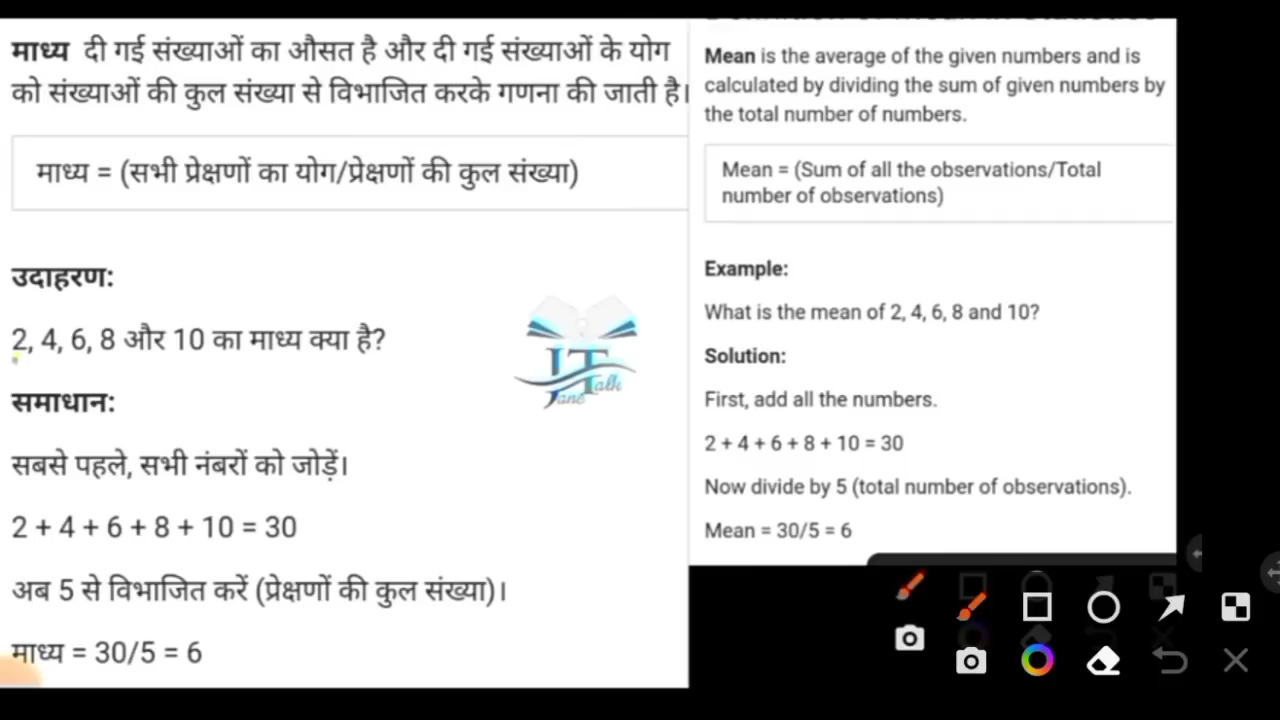 माध्य दी गई संख्याओं का औसत है और दी गई संख्याओं के योग
को संख्याओं की कुल संख्या से विभाजित करके गणना की जाती है।
माध्य = (सभी प्रेक्षणों का योग/प्रेक्षणों की कुल संख्या)
उदाहरण:
2, 4, 6, 8 और 10 का माध्य क्या है?
समाधान:
सबसे पहले, सभी नंबरों को जोड़ें।
2 + 4 + 6 + 8 + 10 = 30
अब 5 से विभाजित करें (प्रेक्षणों की कुल संख्या)।
माध्य = 30/5 = 6
JT
Jano Talk
Mean is the average of the given numbers and is
calculated by dividing the sum of given numbers by
the total number of numbers.
Mean = (Sum of all the observations/Total
number of observations)
Example:
What is the mean of 2, 4, 6, 8 and 10?
Solution:
First, add all the numbers.
2 + 4 + 6 + 8 + 10 = 30
Now divide by 5 (total number of observations).
Mean = 30/5 = 6